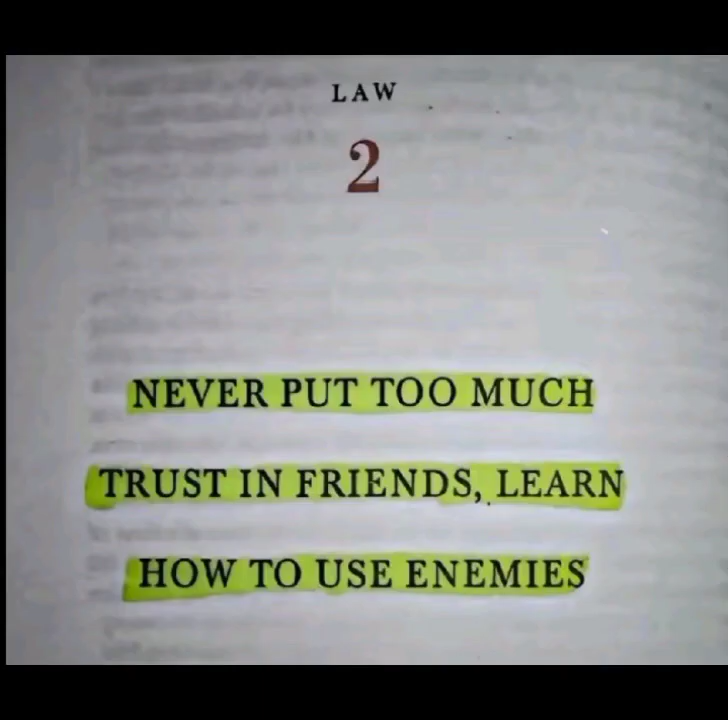 LAW
2
NEVER PUT TOO MUCH
TRUST IN FRIENDS, LEARN
HOW TO USE ENEMIES